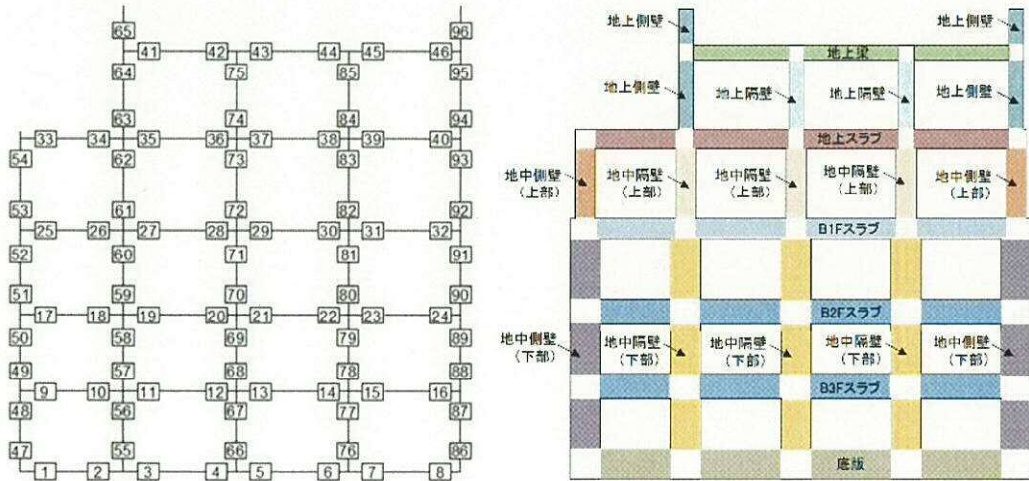 65 96
41 42 43 44 45 46
64 75 85 95
63 74 84 94
33 34 35 36 37 38 39 40
54 62 73 83 93
53 61 72 82 92
25 26 27 28 29 30 31 32
52 60 71 81 91
51 59 70 80 90
17 18 19 20 21 22 23 24
50 58 69 79 89
49 57 68 78 88
9 10 11 12 13 14 15 16
48 56 67 77 87
47 55 66 76 86
1 2 3 4 5 6 7 8
地上側壁 地上側壁
地上梁
地上側壁 地上隔壁 地上隔壁 地上側壁
地上スラブ
地中側壁 地中隔壁 地中隔壁 地中隔壁 地中側壁
(上部) (上部) (上部) (上部) (上部)
B1Fスラブ
B2Fスラブ
地中側壁 地中隔壁 地中隔壁 地中隔壁 地中側壁
(下部) (下部) (下部) (下部) (下部)
B3Fスラブ
底版